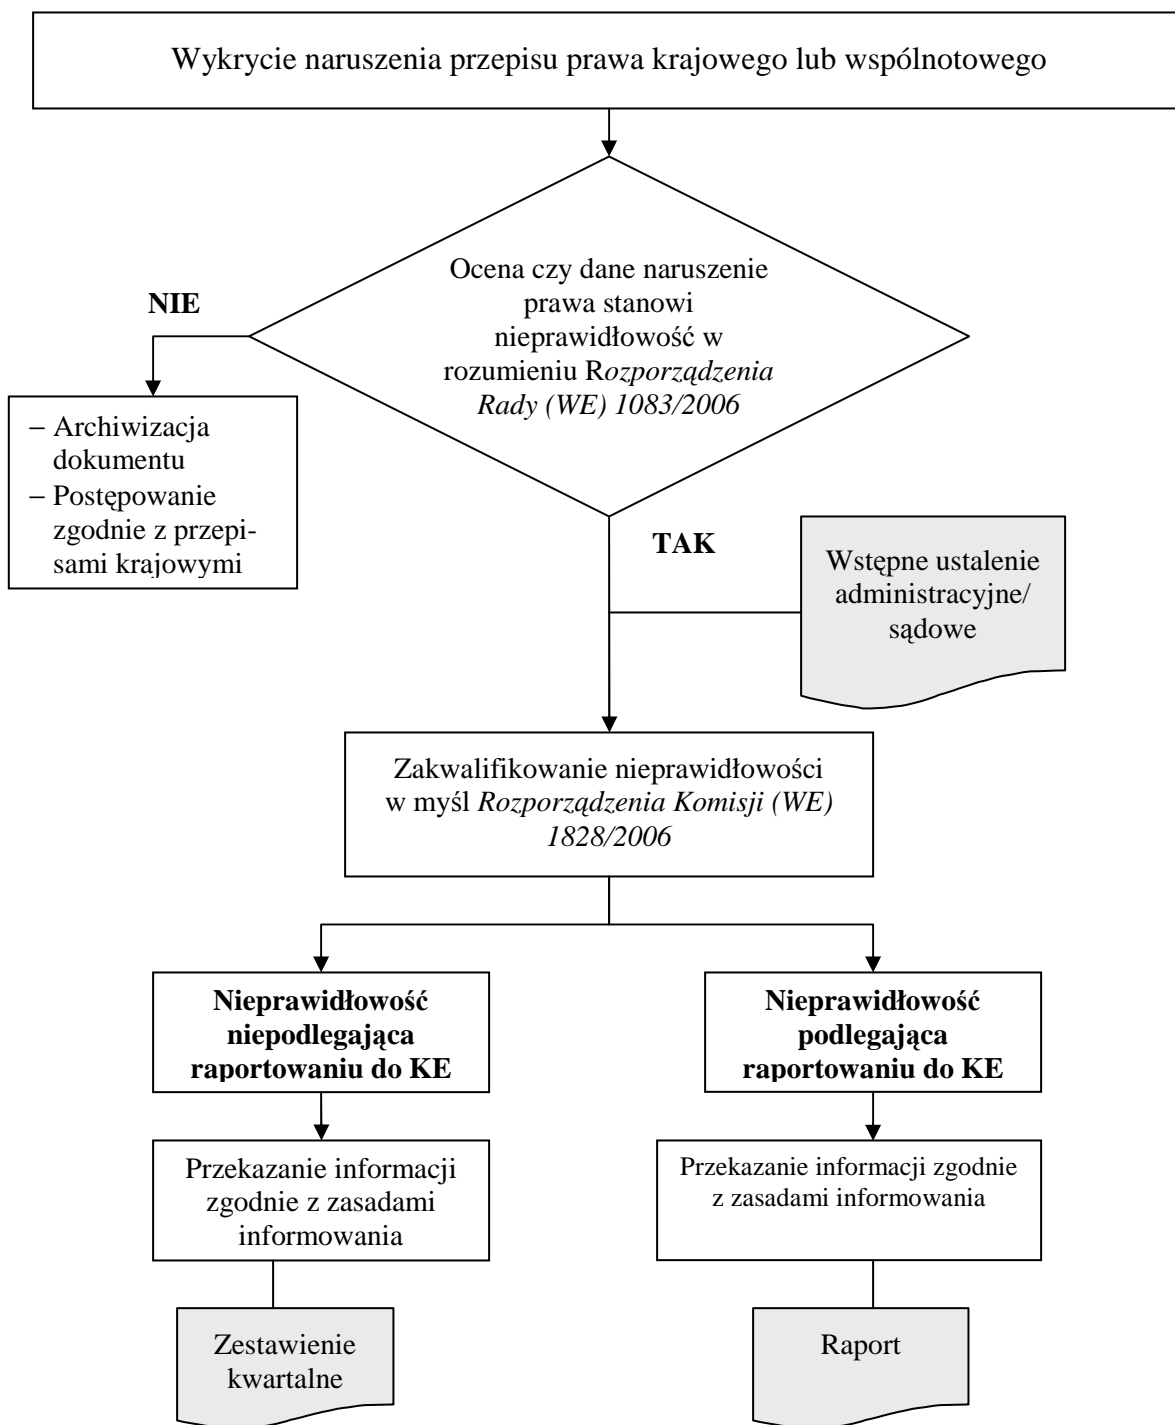 Wykrycie naruszenia przepisu prawa krajowego lub wspólnotowego
Ocena czy dane naruszenie
prawa stanowi
nieprawidłowość w
rozumieniu Rozporządzenia
Rady (WE) 1083/2006
NIE
– Archiwizacja
dokumentu
– Postępowanie
zgodnie z przepi-
sami krajowymi
TAK
Wstępne ustalenie
administracyjne/
sądowe
Zakwalifikowanie nieprawidłowości
w myśl Rozporządzenia Komisji (WE)
1828/2006
Nieprawidłowość
niepodlegająca
raportowaniu do KE
Nieprawidłowość
podlegająca
raportowaniu do KE
Przekazanie informacji
zgodnie z zasadami
informowania
Przekazanie informacji zgodnie
z zasadami informowania
Zestawienie
kwartalne
Raport